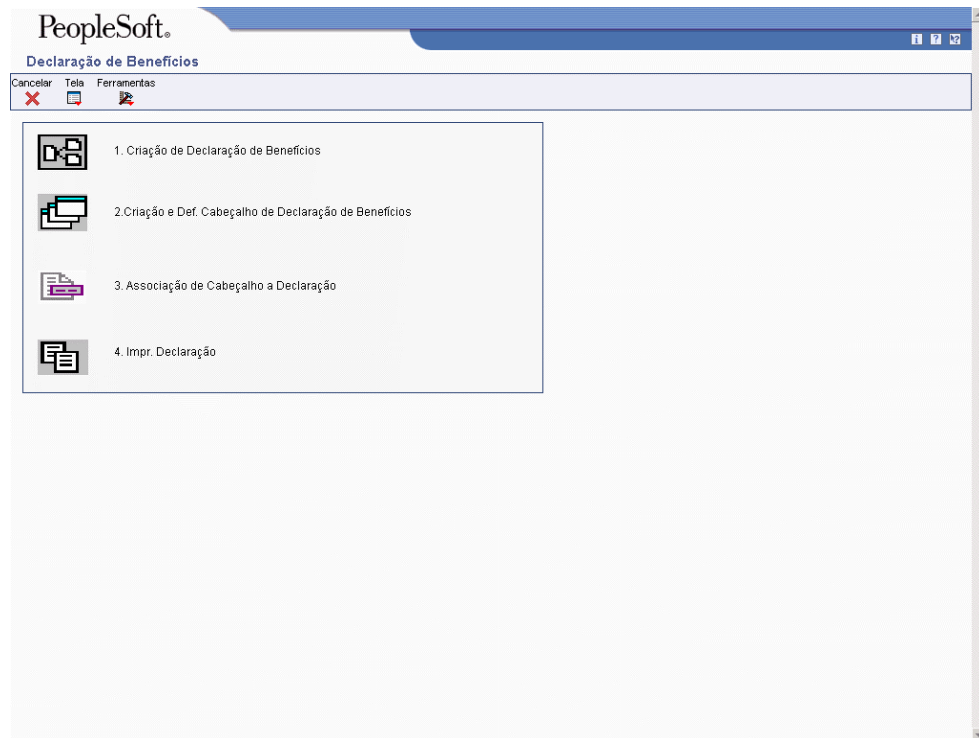 PeopleSoft®
Declaração de Benefícios
Cancelar Tela Ferramentas
1. Criação de Declaração de Benefícios
2.Criação e Def. Cabeçalho de Declaração de Benefícios
3. Associação de Cabeçalho a Declaração
4. Impr. Declaração